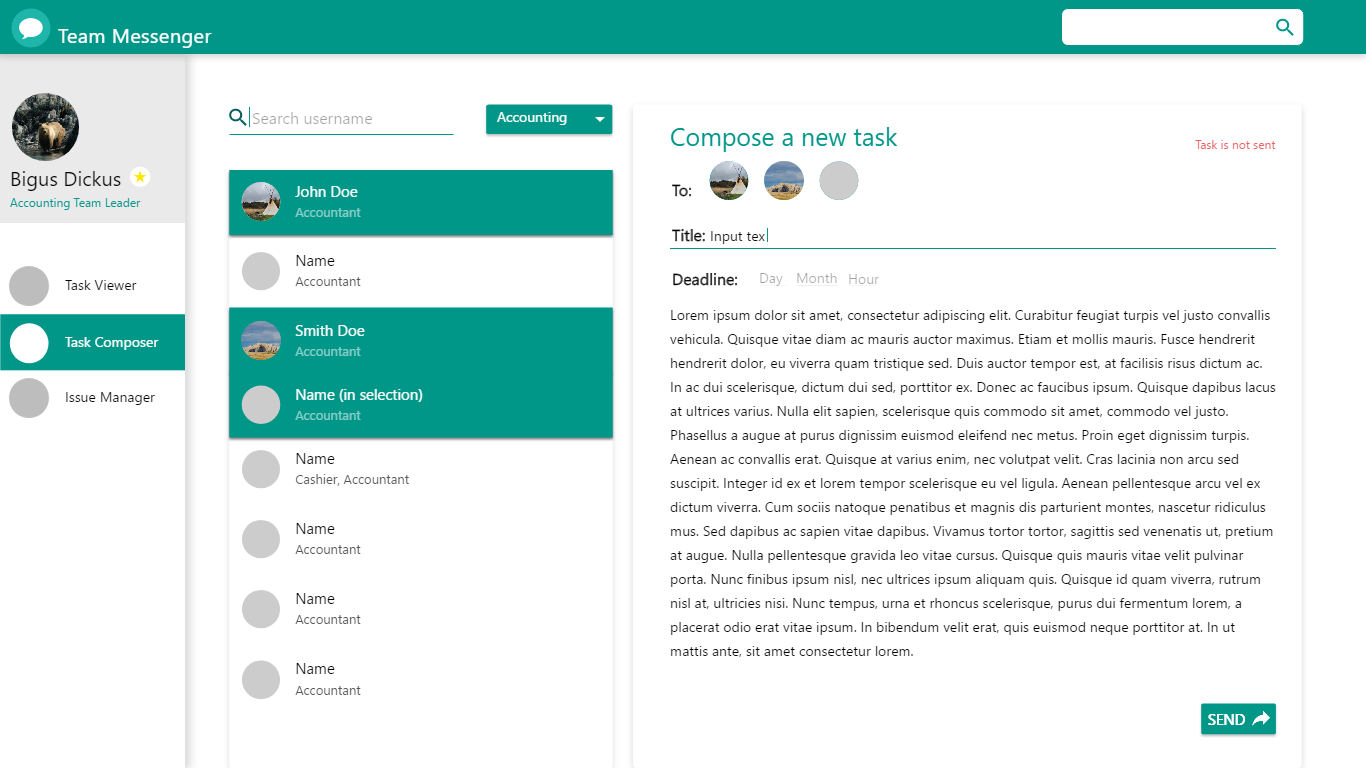 Team Messenger
Bigus Dickus
Accounting Team Leader
Task Viewer
Task Composer
Issue Manager
Search username
Accounting
John Doe
Accountant
Name
Accountant
Smith Doe
Accountant
Name (in selection)
Accountant
Name
Cashier, Accountant
Name
Accountant
Name
Accountant
Name
Accountant
Compose a new task
Task is not sent
To:
Title: Input tex
Deadline: Day Month Hour
Lorem ipsum dolor sit amet, consectetur adipiscing elit. Curabitur feugiat turpis vel justo convallis
vehicula. Quisque vitae diam ac mauris auctor maximus. Etiam et mollis mauris. Fusce hendrerit
hendrerit dolor, eu viverra quam tristique sed. Duis auctor tempor est, at facilisis risus dictum ac.
In ac dui scelerisque, dictum dui sed, porttitor ex. Donec ac faucibus ipsum. Quisque dapibus lacus
at ultrices varius. Nulla elit sapien, scelerisque quis commodo sit amet, commodo vel justo.
Phasellus a augue at purus dignissim euismod eleifend nec metus. Proin eget dignissim turpis.
Aenean ac convallis erat. Quisque at varius enim, nec volutpat velit. Cras lacinia non arcu sed
suscipit. Integer id ex et lorem tempor scelerisque eu vel ligula. Aenean pellentesque arcu vel ex
dictum viverra. Cum sociis natoque penatibus et magnis dis parturient montes, nascetur ridiculus
mus. Sed dapibus ac sapien vitae dapibus. Vivamus tortor tortor, sagittis sed venenatis ut, pretium
at augue. Nulla pellentesque gravida leo vitae cursus. Quisque quis mauris vitae velit pulvinar
porta. Nunc finibus ipsum nisl, nec ultrices ipsum aliquam quis. Quisque id quam viverra, rutrum
nisl at, ultricies nisi. Nunc tempus, urna et rhoncus scelerisque, purus dui fermentum lorem, a
placerat odio erat vitae ipsum. In bibendum velit erat, quis euismod neque porttitor at. In ut
mattis ante, sit amet consectetur lorem.
SEND